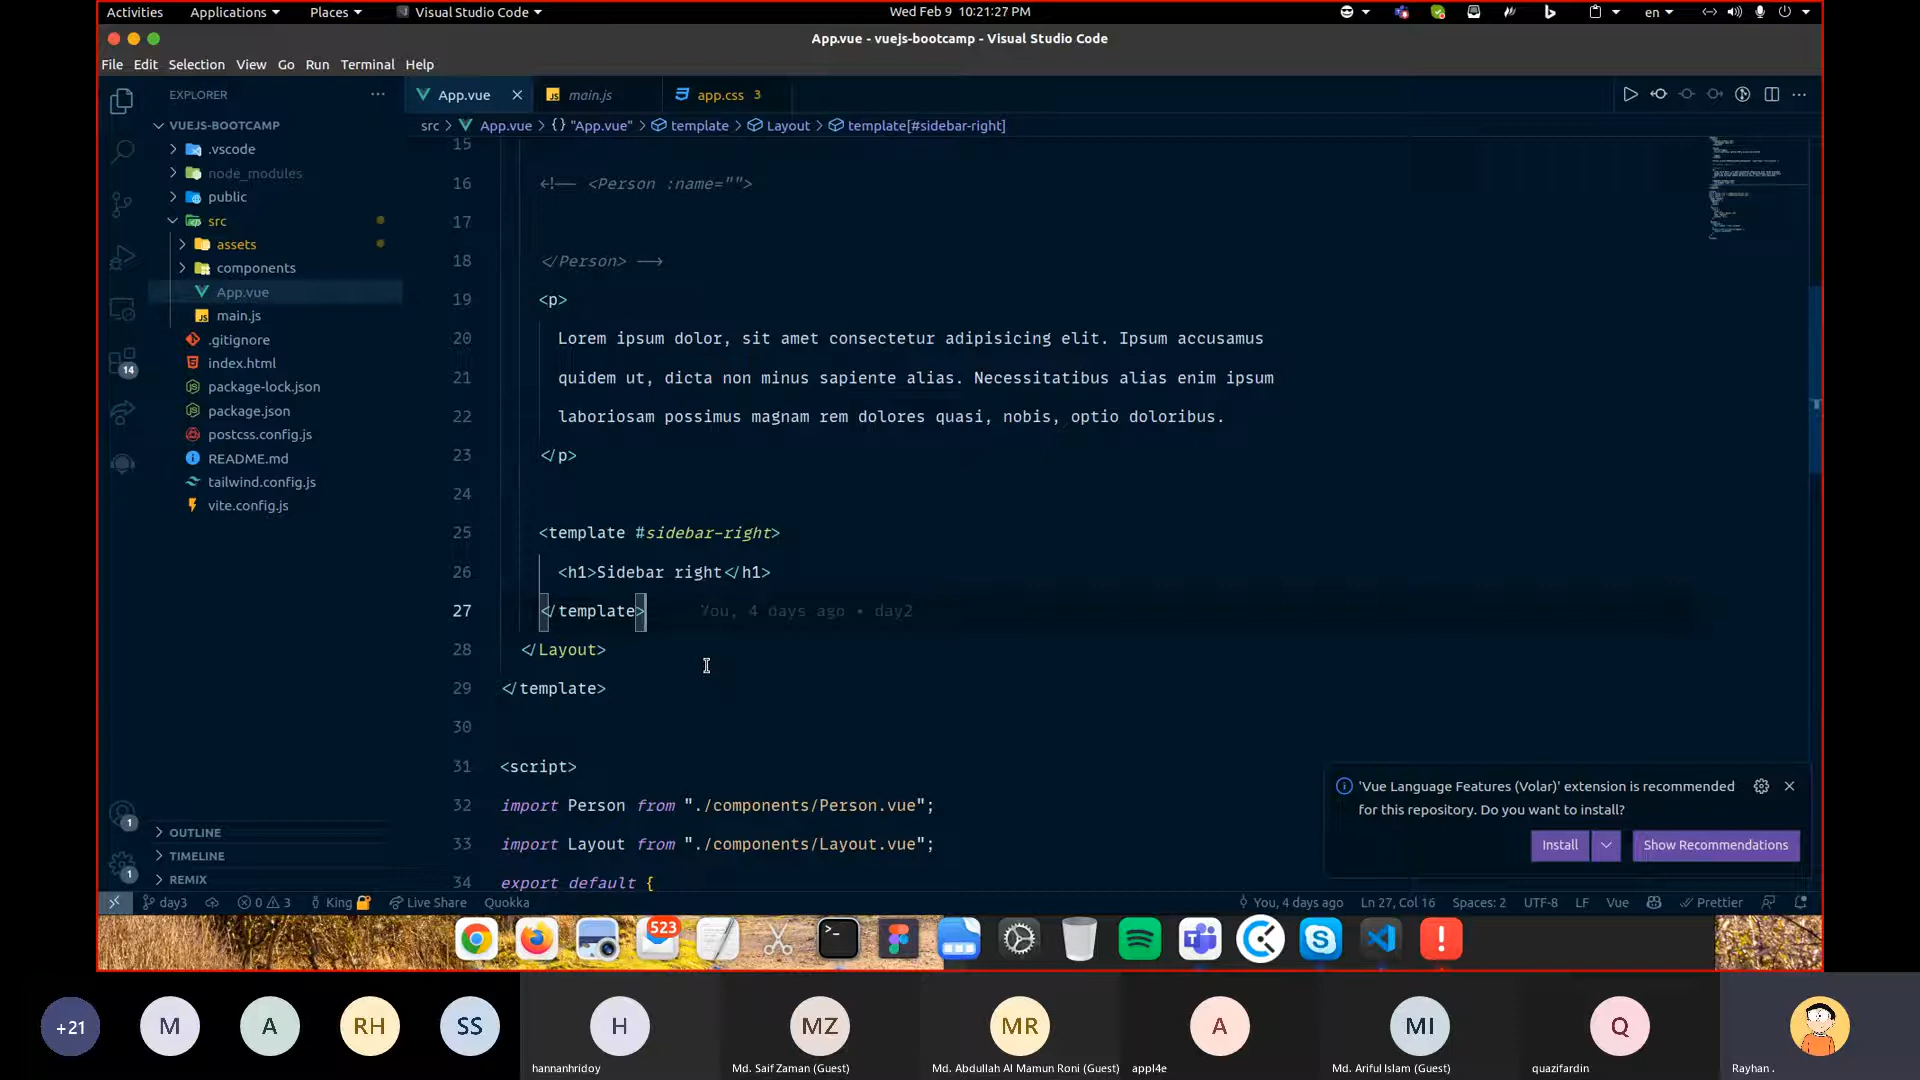 Activities Applications Places Visual Studio Code Wed Feb 9 10:21:27 PM en
App.vue - vuejs-bootcamp - Visual Studio Code
File Edit Selection View Go Run Terminal Help
EXPLORER
App.vue
main.js
app.css 3
src > App.vue > {} "App.vue" > template > Layout > template[#sidebar-right]
VUEJS-BOOTCAMP
.vscode
node_modules
public
src
assets
components
App.vue
main.js
.gitignore
index.html
package-lock.json
package.json
postcss.config.js
README.md
tailwind.config.js
vite.config.js
14
1
1
OUTLINE
TIMELINE
REMIX
15
16 <!-- <Person :name="">
17
18 </Person> -->
19 <p>
20 Lorem ipsum dolor, sit amet consectetur adipisicing elit. Ipsum accusamus
21 quidem ut, dicta non minus sapiente alias. Necessitatibus alias enim ipsum
22 laboriosam possimus magnam rem dolores quasi, nobis, optio doloribus.
23 </p>
24
25 <template #sidebar-right>
26 <h1>Sidebar right</h1>
27 </template> You, 4 days ago • day2
28 </Layout>
29 </template>
30
31 <script>
32 import Person from "./components/Person.vue";
33 import Layout from "./components/Layout.vue";
34 export default {
'Vue Language Features (Volar)' extension is recommended
for this repository. Do you want to install?
Install
Show Recommendations
day3 0 3 King Live Share Quokka You, 4 days ago Ln 27, Col 16 Spaces: 2 UTF-8 LF Vue Prettier
523
+21 M A RH SS H MZ MR A MI Q
hannanhridoy
Md. Saif Zaman (Guest)
Md. Abdullah Al Mamun Roni (Guest)
appl4e
Md. Ariful Islam (Guest)
quazifardin
Rayhan .